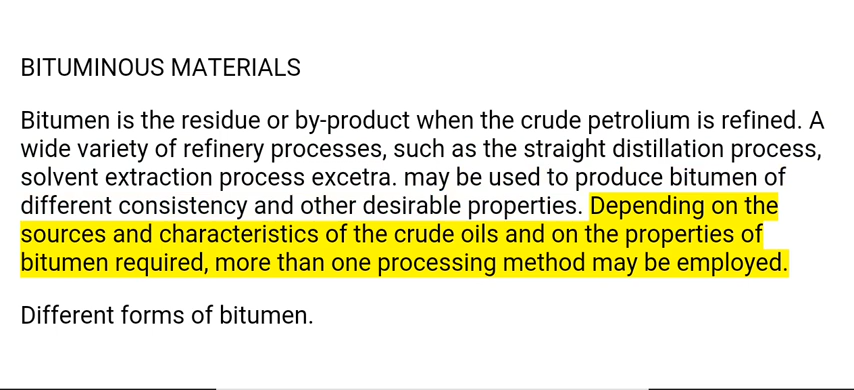 BITUMINOUS MATERIALS
Bitumen is the residue or by-product when the crude petrolium is refined. A
wide variety of refinery processes, such as the straight distillation process,
solvent extraction process excetra. may be used to produce bitumen of
different consistency and other desirable properties. Depending on the
sources and characteristics of the crude oils and on the properties of
bitumen required, more than one processing method may be employed.
Different forms of bitumen.